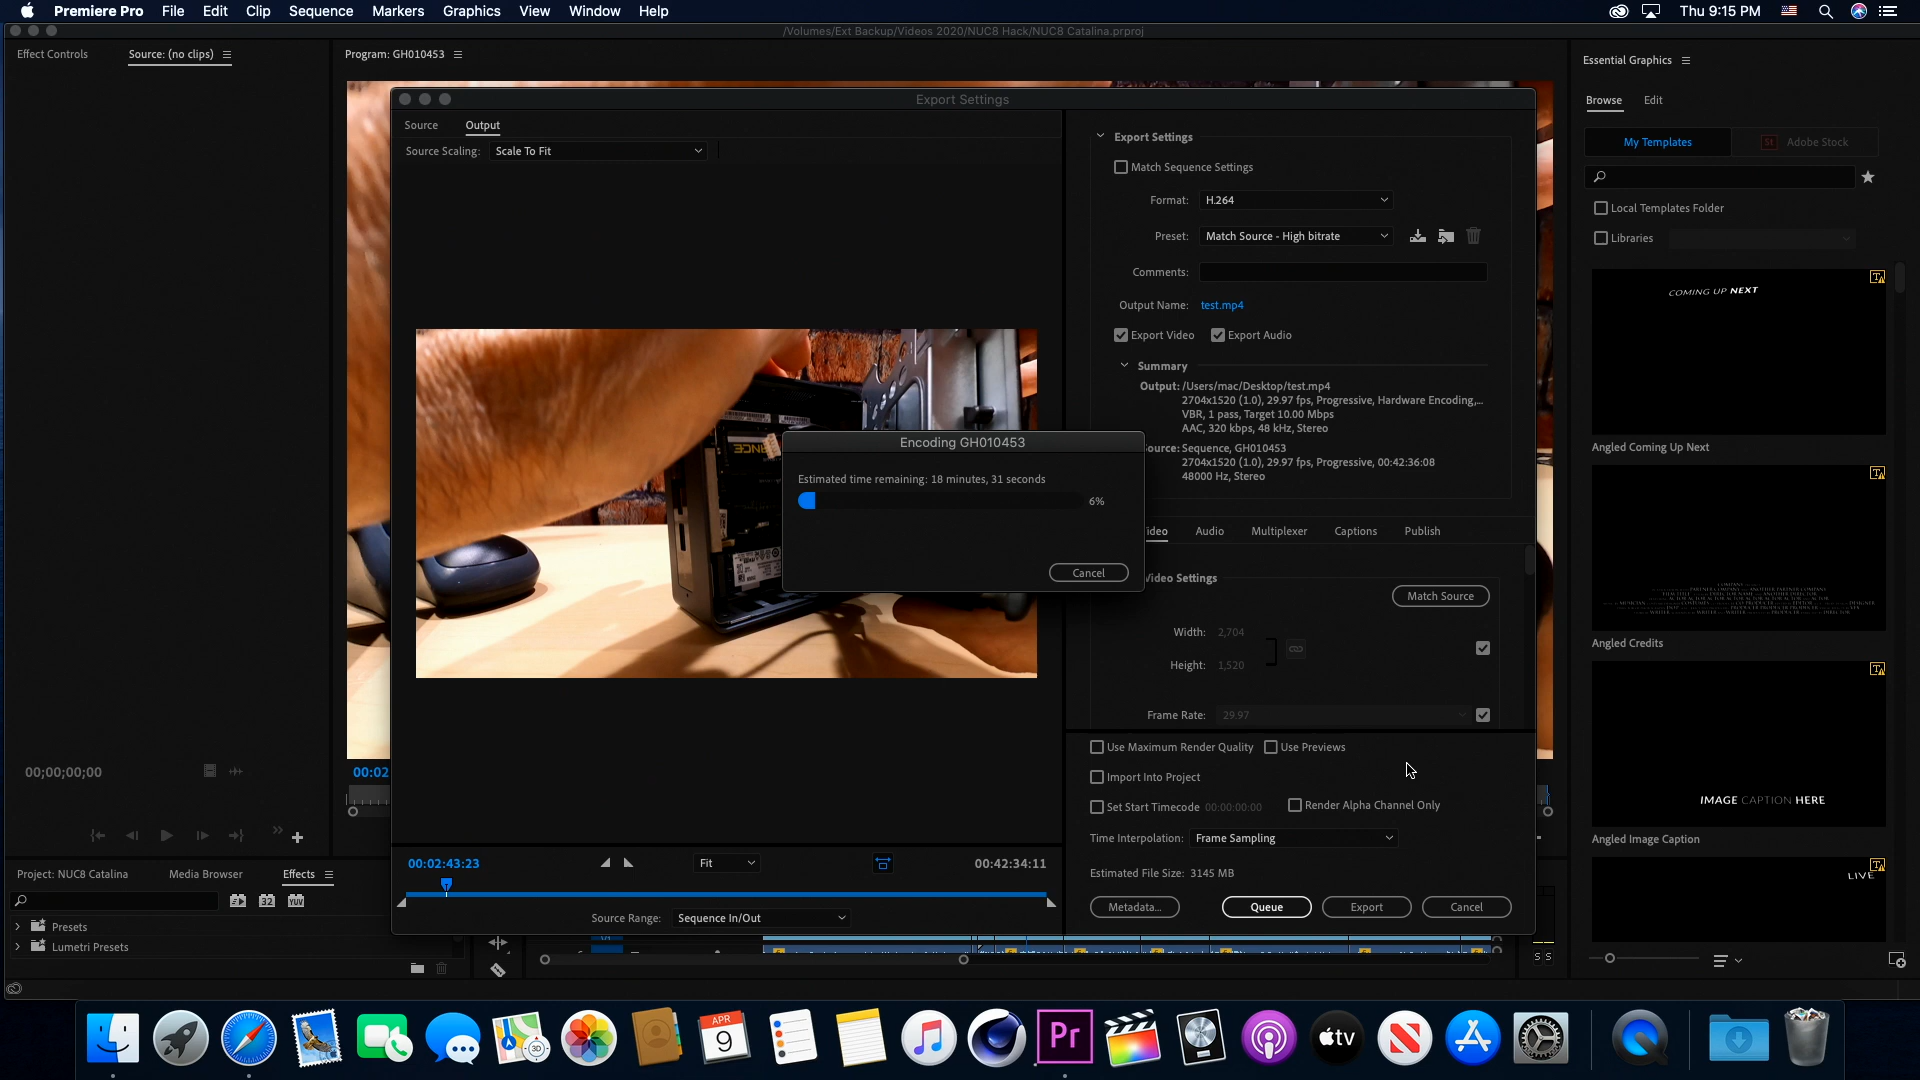 Premiere Pro File Edit Clip Sequence Markers Graphics View Window Help
Thu 9:15 PM
/Volumes/Ext Backup/Videos 2020/NUC8 Hack/NUC8 Catalina.prproj
Effect Controls
Source: (no clips)
Program: GH010453
Export Settings
Source
Output
Source Scaling: Scale To Fit
Export Settings
Match Sequence Settings
Format: H.264
Preset: Match Source - High bitrate
Comments:
Output Name: test.mp4
Export Video
Export Audio
Summary
Output: /Users/mac/Desktop/test.mp4
2704x1520 (1.0), 29.97 fps, Progressive, Hardware Encoding,...
VBR, 1 pass, Target 10.00 Mbps
AAC, 320 kbps, 48 kHz, Stereo
ource: Sequence, GH010453
2704x1520 (1.0), 29.97 fps, Progressive, 00:42:36:08
48000 Hz, Stereo
Encoding GH010453
Estimated time remaining: 18 minutes, 31 seconds
6%
Cancel
ideo Audio Multiplexer Captions Publish
Video Settings
Match Source
Width: 2,704
Height: 1,520
Frame Rate: 29.97
Use Maximum Render Quality
Use Previews
Import Into Project
Set Start Timecode 00:00:00:00
Render Alpha Channel Only
Time Interpolation: Frame Sampling
Estimated File Size: 3145 MB
Metadata...
Queue
Export
Cancel
00:02:43:23
Fit
00:42:34:11
Source Range: Sequence In/Out
00;00;00;00
00:02
Project: NUC8 Catalina
Media Browser
Effects
32
YUV
Presets
Lumetri Presets
S S
Essential Graphics
Browse
Edit
My Templates
St Adobe Stock
Local Templates Folder
Libraries
COMING UP NEXT
Angled Coming Up Next
Angled Credits
IMAGE CAPTION HERE
Angled Image Caption
LIVE
3D
APR
9
Pr
tv